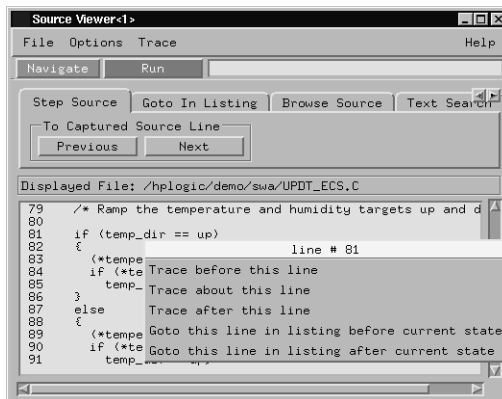 Source Viewer<1>
File Options Trace Help
Navigate Run
Step Source Goto In Listing Browse Source Text Search
To Captured Source Line
Previous Next
Displayed File: /hplogic/demo/swa/UPDT_ECS.C
79 /* Ramp the temperature and humidity targets up and d
80
81 if (temp_dir == up)
82 {
line # 81
83 (*tempe
Trace before this line
84 if (*te
Trace about this line
85 temp_
86 }
Trace after this line
87 else
88 {
Goto this line in listing before current state
89 (*tempe
90 if (*te
Goto this line in listing after current state
91